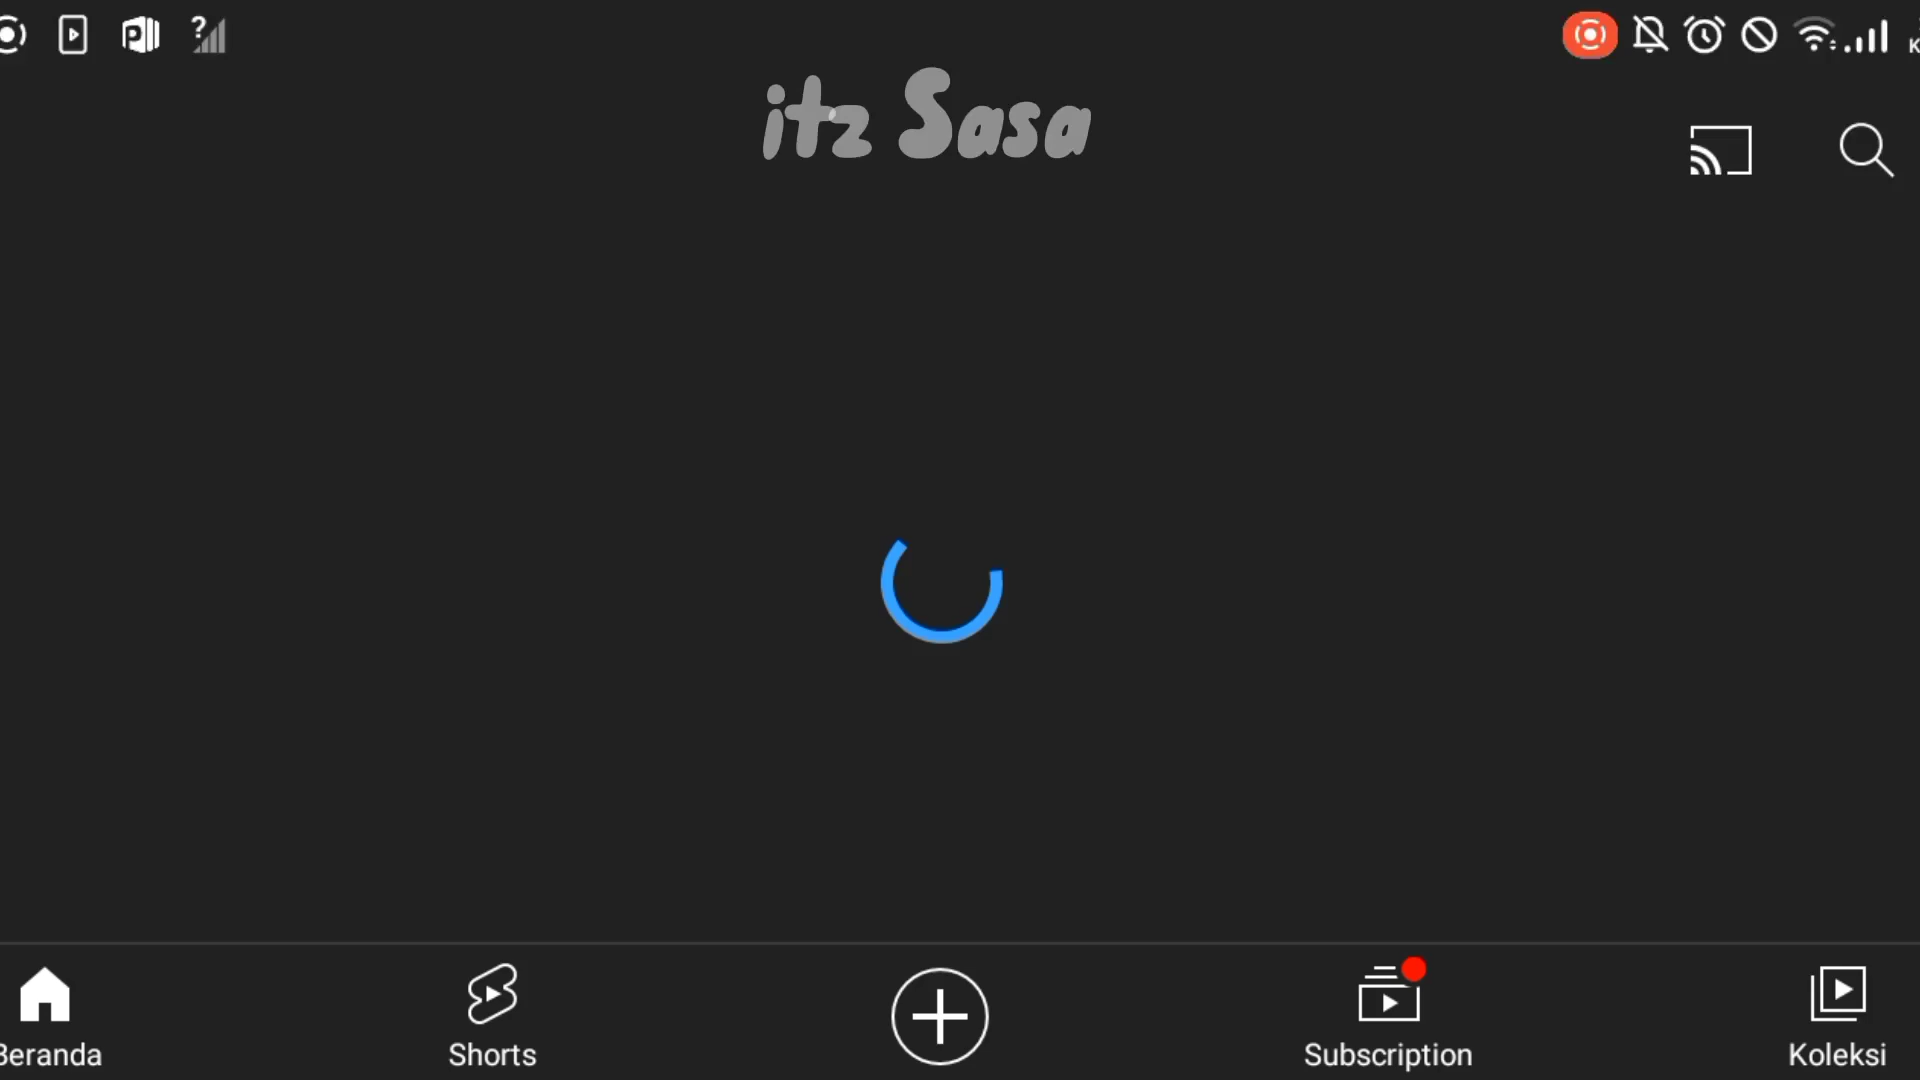 itz Sasa
Beranda
Shorts
Subscription
Koleksi